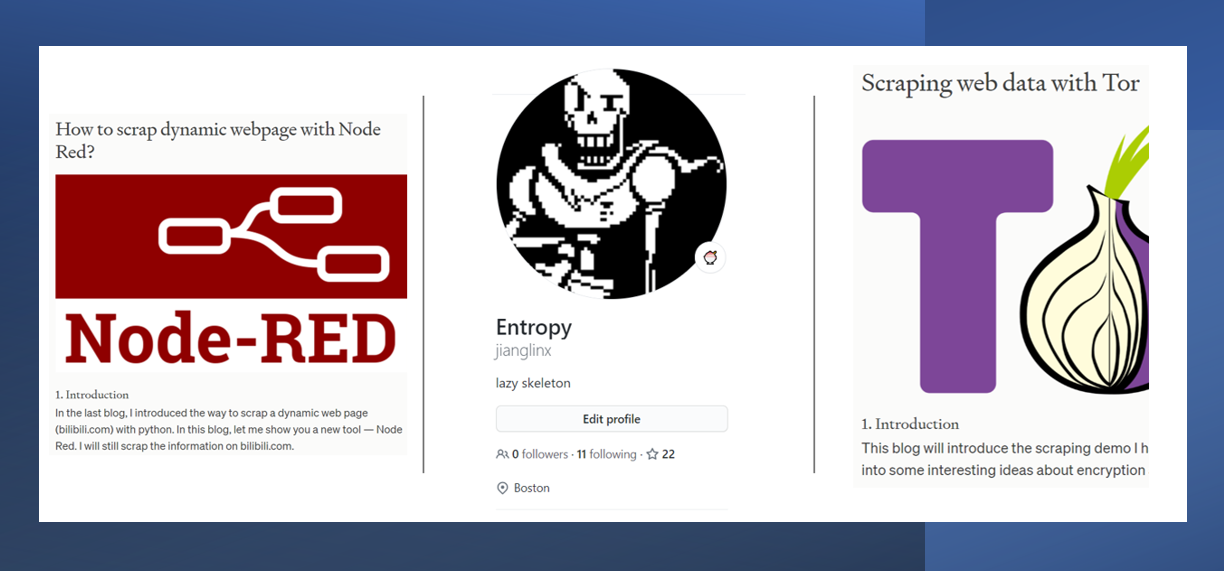 How to scrap dynamic webpage with Node
Red?
Node-RED
1. Introduction
In the last blog, I introduced the way to scrap a dynamic web page
(bilibili.com) with python. In this blog, let me show you a new tool — Node
Red. I will still scrap the information on bilibili.com.
Entropy
jianglinx
lazy skeleton
Edit profile
0 followers · 11 following · 22
Boston
Scraping web data with Tor
T
1. Introduction
This blog will introduce the scraping demo I h
into some interesting ideas about encryption